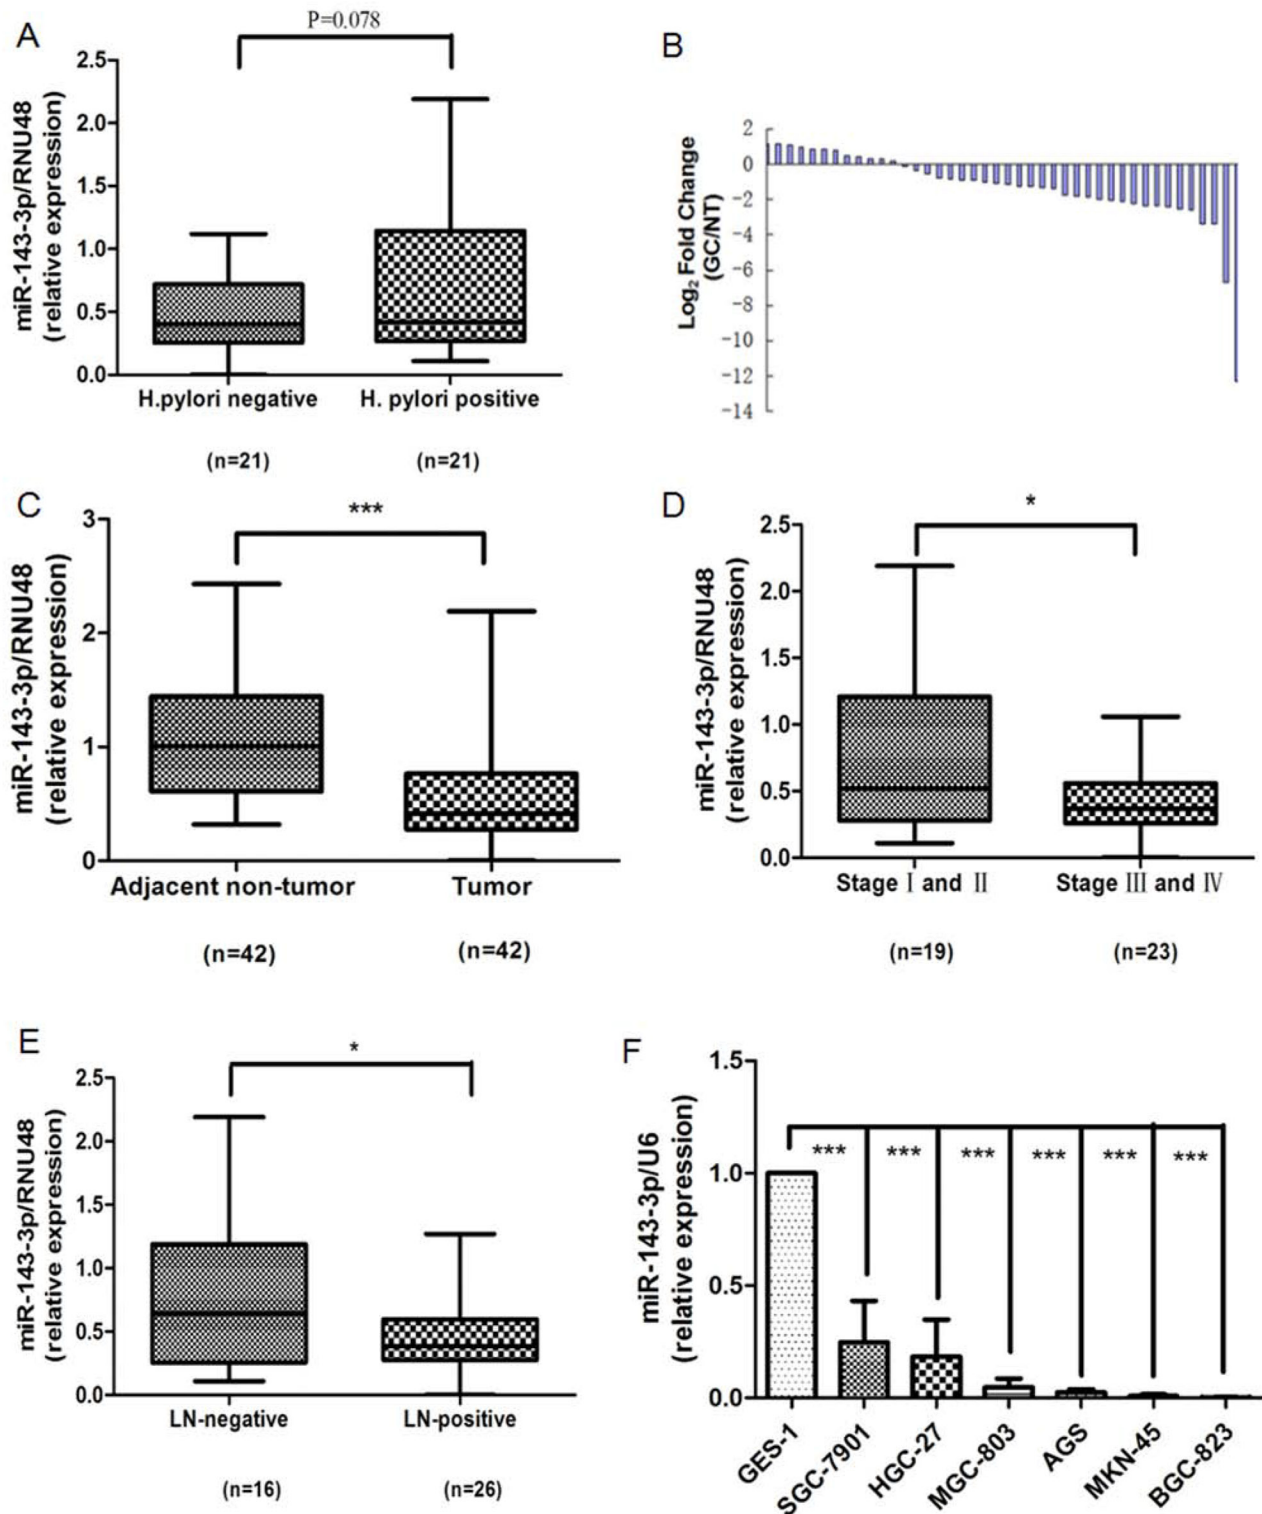 A
P=0.078
miR-143-3p/RNU48
(relative expression)
2.5
2.0
1.5
1.0
0.5
0.0
H.pylori negative
H. pylori positive
(n=21)
(n=21)
B
Log2 Fold Change
(GC/NT)
2
0
-2
-4
-6
-8
-10
-12
-14
C
***
miR-143-3p/RNU48
(relative expression)
3
2
1
0
Adjacent non-tumor
Tumor
(n=42)
(n=42)
D
*
miR-143-3p/RNU48
(relative expression)
2.5
2.0
1.5
1.0
0.5
0.0
Stage Ⅰ and Ⅱ
Stage Ⅲ and Ⅳ
(n=19)
(n=23)
E
*
miR-143-3p/RNU48
(relative expression)
2.5
2.0
1.5
1.0
0.5
0.0
LN-negative
LN-positive
(n=16)
(n=26)
F
miR-143-3p/U6
(relative expression)
1.5
1.0
0.5
0.0
*** *** *** *** *** ***
GES-1
SGC-7901
HGC-27
MGC-803
AGS
MKN-45
BGC-823